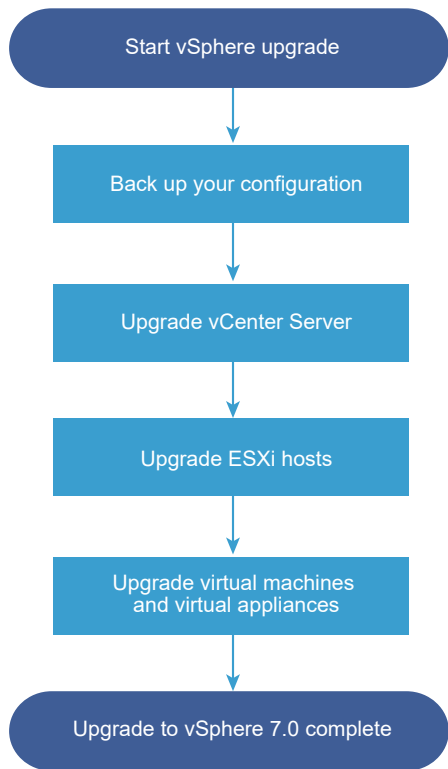 Start vSphere upgrade
Back up your configuration
Upgrade vCenter Server
Upgrade ESXi hosts
Upgrade virtual machines
and virtual appliances
Upgrade to vSphere 7.0 complete